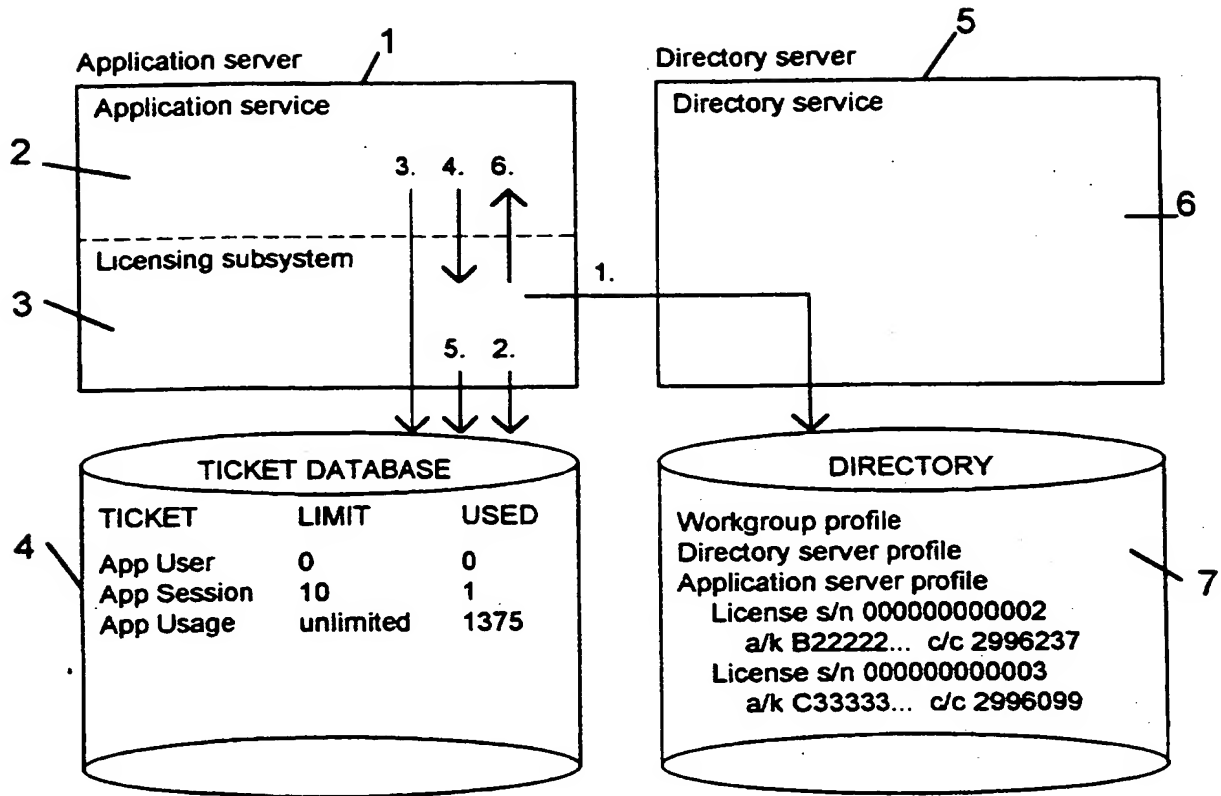 1
5
Application server
Directory server
Application service
Directory service
2
3. 4. 6.
6
Licensing subsystem
1.
3
5. 2.
TICKET DATABASE
DIRECTORY
TICKET LIMIT USED
Workgroup profile
4
App User 0 0
Directory server profile
App Session 10 1
Application server profile
7
App Usage unlimited 1375
License s/n 000000000002
a/k B22222... c/c 2996237
License s/n 000000000003
a/k C33333... c/c 2996099